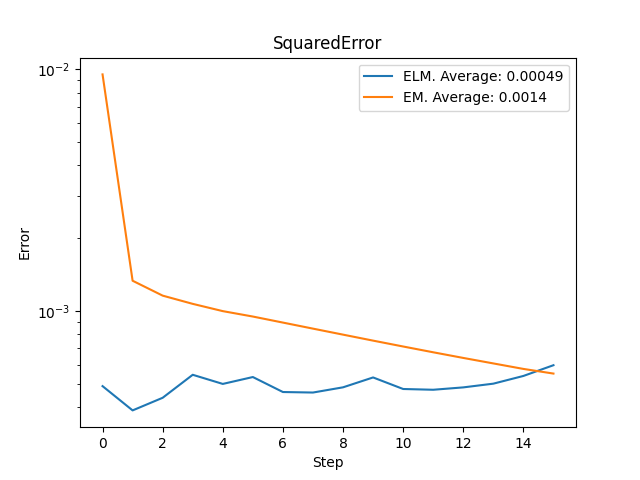 SquaredError
ELM. Average: 0.00049
EM. Average: 0.0014
10⁻²
10⁻³
Error
0 2 4 6 8 10 12 14
Step